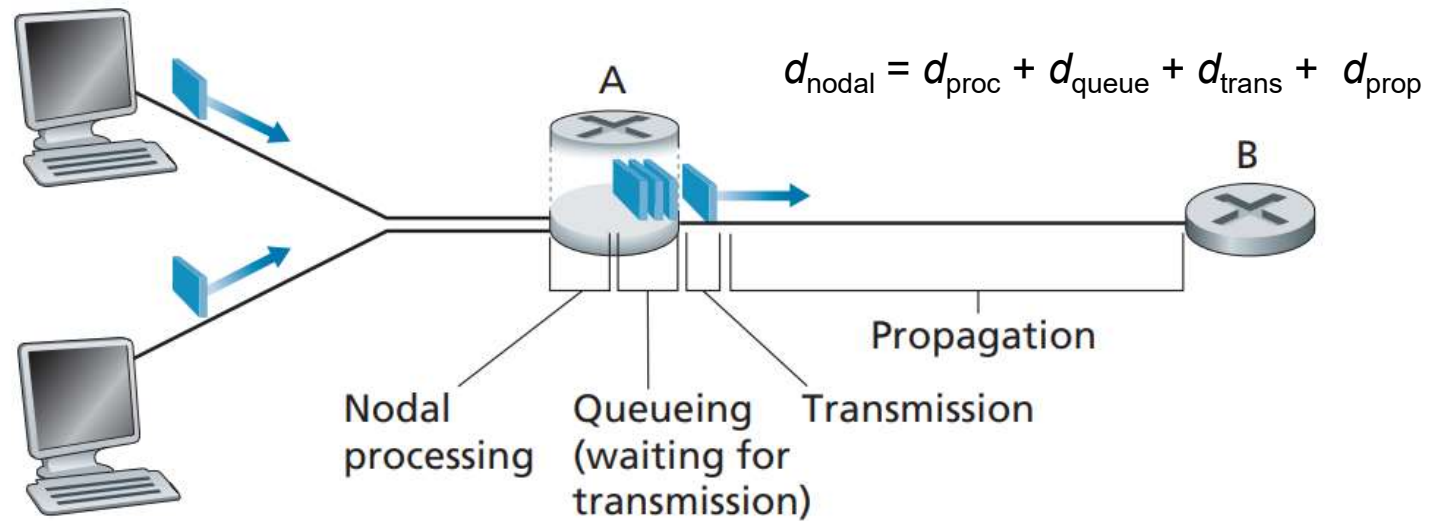 d_nodal = d_proc + d_queue + d_trans + d_prop
A
B
Propagation
Nodal
processing
Queueing
(waiting for
transmission)
Transmission